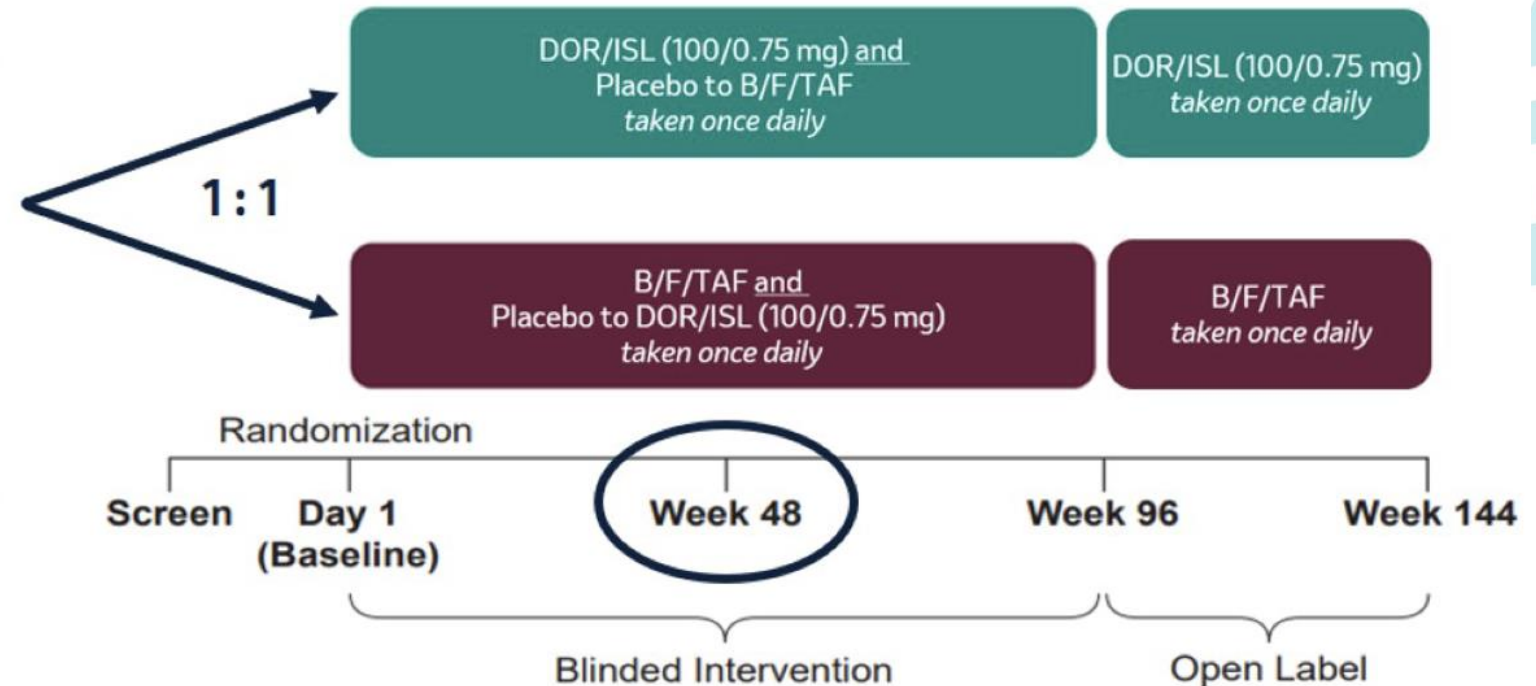 DOR/ISL (100/0.75 mg) and
Placebo to B/F/TAF
taken once daily
DOR/ISL (100/0.75 mg)
taken once daily
1:1
B/F/TAF and
Placebo to DOR/ISL (100/0.75 mg)
taken once daily
B/F/TAF
taken once daily
Randomization
Screen
Day 1
(Baseline)
Week 48
Week 96
Week 144
Blinded Intervention
Open Label